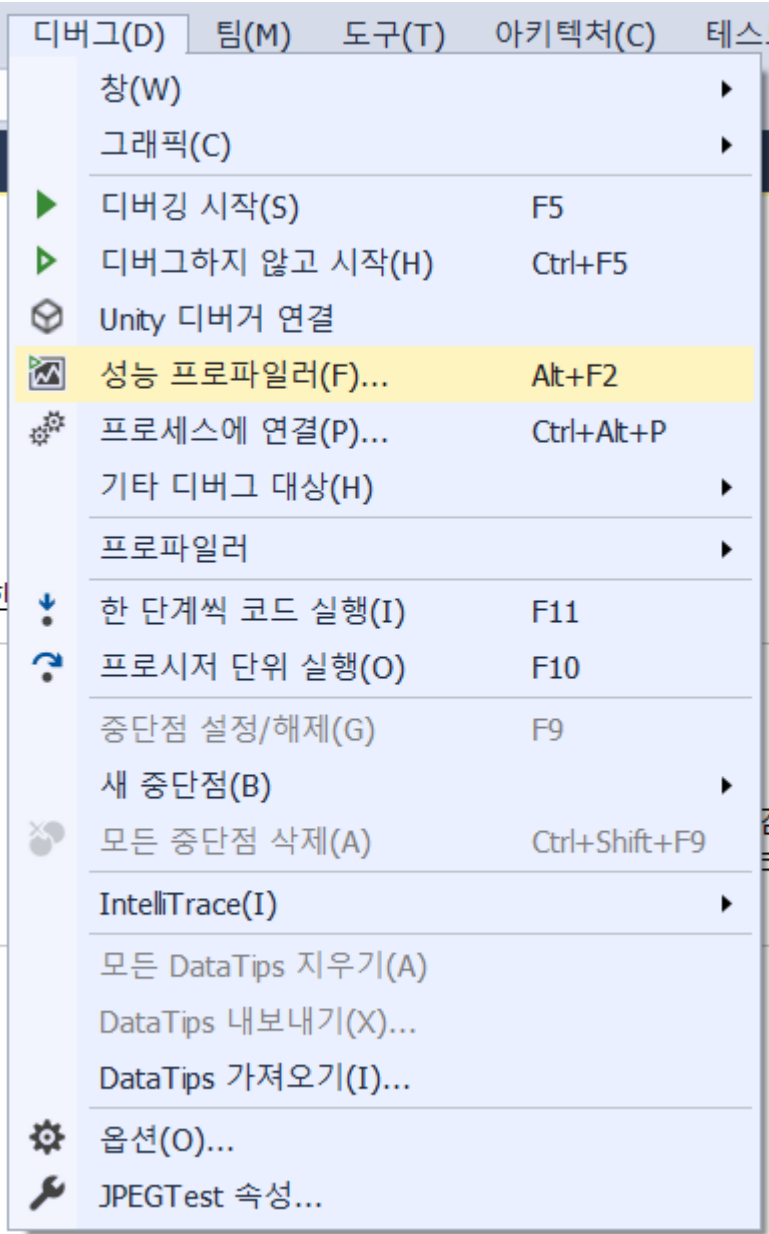 디버그(D) 팀(M) 도구(T) 아키텍처(C) 테스
창(W)
그래픽(C)
디버깅 시작(S) F5
디버그하지 않고 시작(H) Ctrl+F5
Unity 디버거 연결
성능 프로파일러(F)... Alt+F2
프로세스에 연결(P)... Ctrl+Alt+P
기타 디버그 대상(H)
프로파일러
한 단계씩 코드 실행(I) F11
프로시저 단위 실행(O) F10
중단점 설정/해제(G) F9
새 중단점(B)
모든 중단점 삭제(A) Ctrl+Shift+F9
IntelliTrace(I)
모든 DataTips 지우기(A)
DataTips 내보내기(X)...
DataTips 가져오기(I)...
옵션(O)...
JPEGTest 속성...